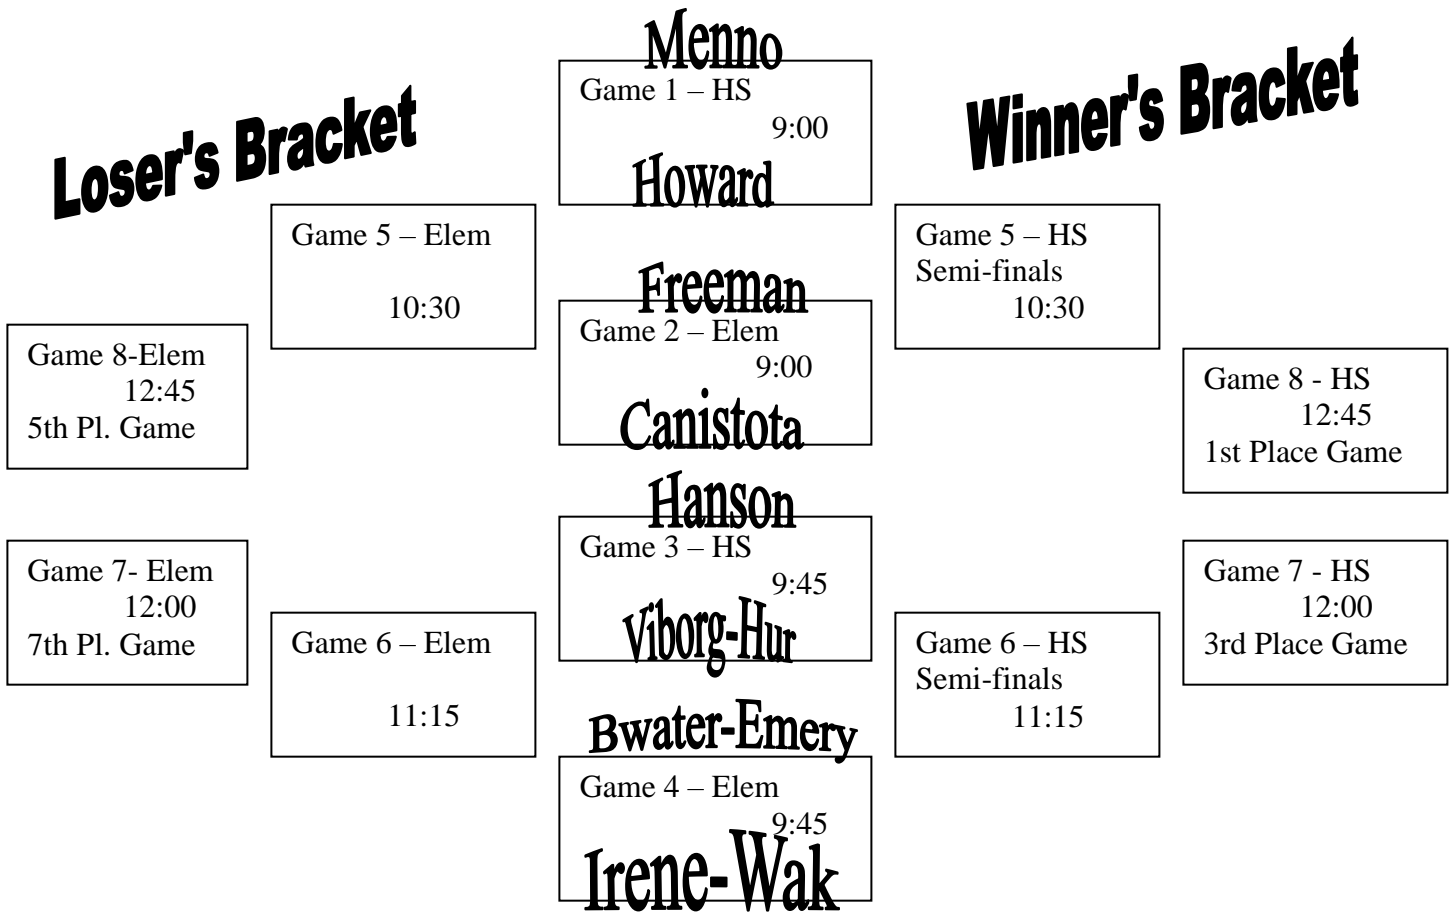 Loser's Bracket
Winner's Bracket
Menno
Game 1 – HS
9:00
Howard
Freeman
Game 2 – Elem
9:00
Canistota
Hanson
Game 3 – HS
9:45
Viborg-Hur
Bwater-Emery
Game 4 – Elem
9:45
Irene-Wak
Game 5 – Elem
10:30
Game 6 – Elem
11:15
Game 8-Elem
12:45
5th Pl. Game
Game 7- Elem
12:00
7th Pl. Game
Game 5 – HS
Semi-finals
10:30
Game 6 – HS
Semi-finals
11:15
Game 8 - HS
12:45
1st Place Game
Game 7 - HS
12:00
3rd Place Game